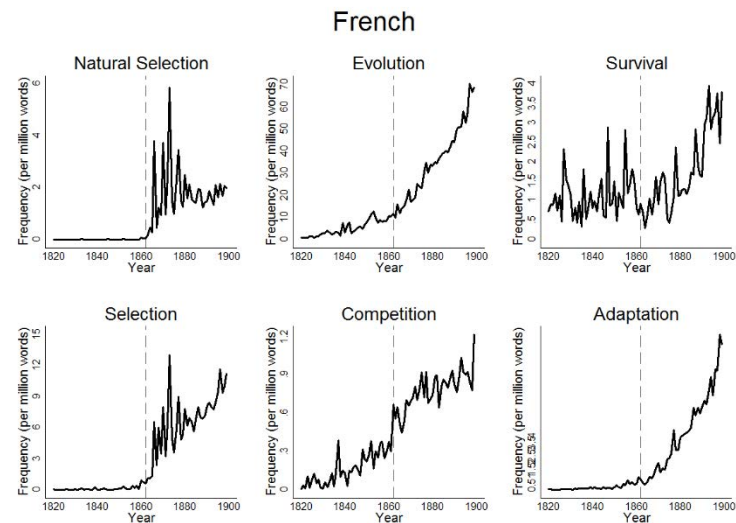 French
Natural Selection
Frequency (per million words)
0 2 4 6
1820 1840 1860 1880 1900
Year
Evolution
Frequency (per million words)
0 10 20 30 40 50 60 70
1820 1840 1860 1880 1900
Year
Survival
Frequency (per million words)
0 .5 1 1.5 2 2.5 3 3.5 4
1820 1840 1860 1880 1900
Year
Selection
Frequency (per million words)
0 3 6 9 12 15
1820 1840 1860 1880 1900
Year
Competition
Frequency (per million words)
0 .3 .6 .9 1.2
1820 1840 1860 1880 1900
Year
Adaptation
Frequency (per million words)
1820 1840 1860 1880 1900
Year